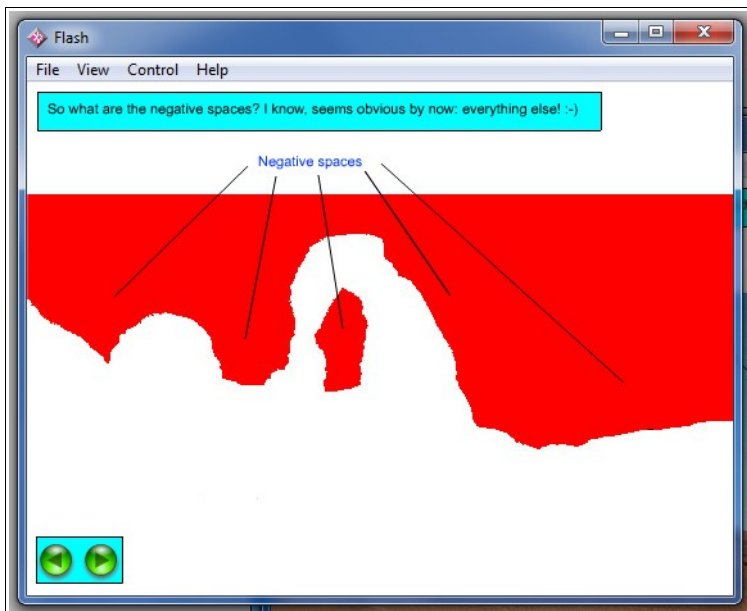 Flash
File View Control Help
So what are the negative spaces? I know, seems obvious by now: everything else! :-)
Negative spaces